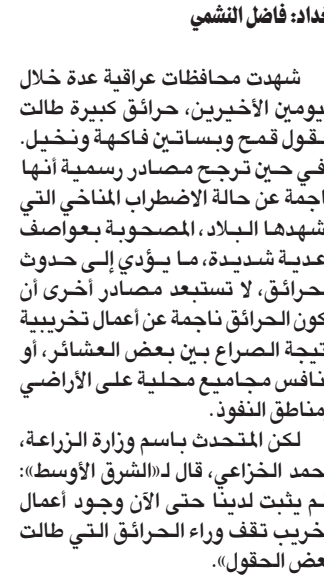 غداد: فاضل النشمي
شهدت محافظات عراقية عدة خلال
يومين الأخيرين، حرائق كبيرة طالت
قول قمح وبساتين فاكهة ونخيل.
في حين ترجح مصادر رسمية أنها
اجمة عن حالة الاضطراب المناخي التي
شهدها البلاد، المصحوبة بعواصف
عدية شديدة، ما يؤدي إلى حدوث
حرائق، لا تستبعد مصادر أخرى أن
كون الحرائق ناجمة عن أعمال تخريبية
تيجة الصراع بين بعض العشائر، أو
نافس مجاميع محلية على الأراضي
مناطق النفوذ.
لكن المتحدث باسم وزارة الزراعة،
حمد الخزاعي، قال لـ«الشرق الأوسط»:
م يثبت لدينا حتى الآن وجود أعمال
خريب تقف وراء الحرائق التي طالت
عض الحقول».